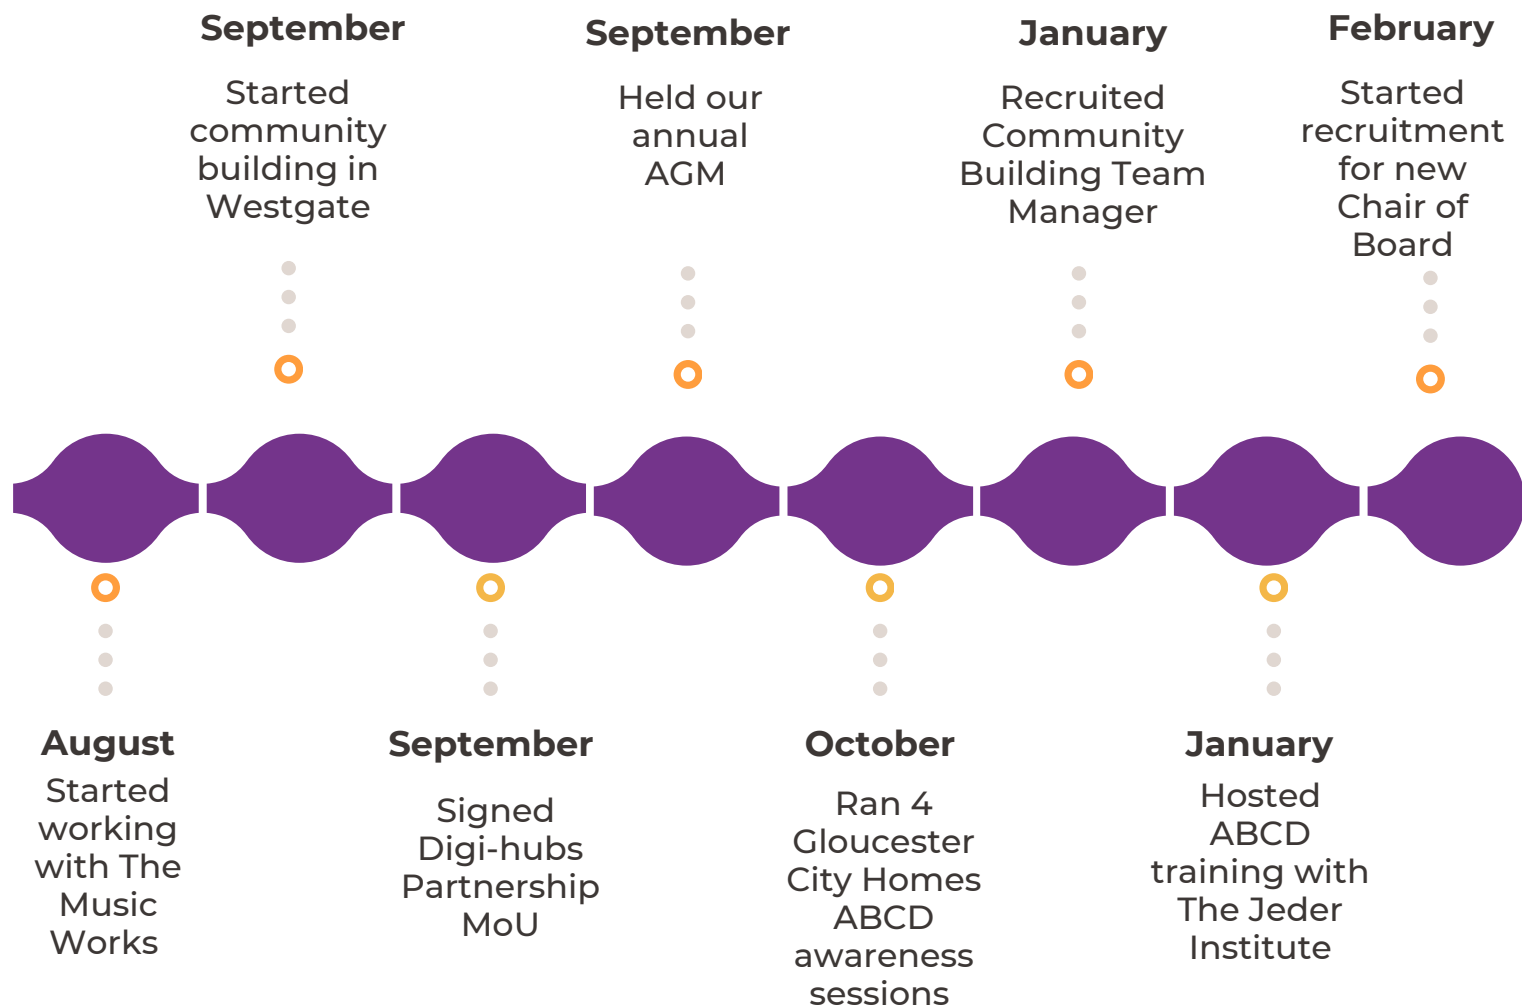 September
Started
community
building in
Westgate
September
Held our
annual
AGM
January
Recruited
Community
Building Team
Manager
February
Started
recruitment
for new
Chair of
Board
August
Started
working
with The
Music
Works
September
Signed
Digi-hubs
Partnership
MoU
October
Ran 4
Gloucester
City Homes
ABCD
awareness
sessions
January
Hosted
ABCD
training with
The Jeder
Institute